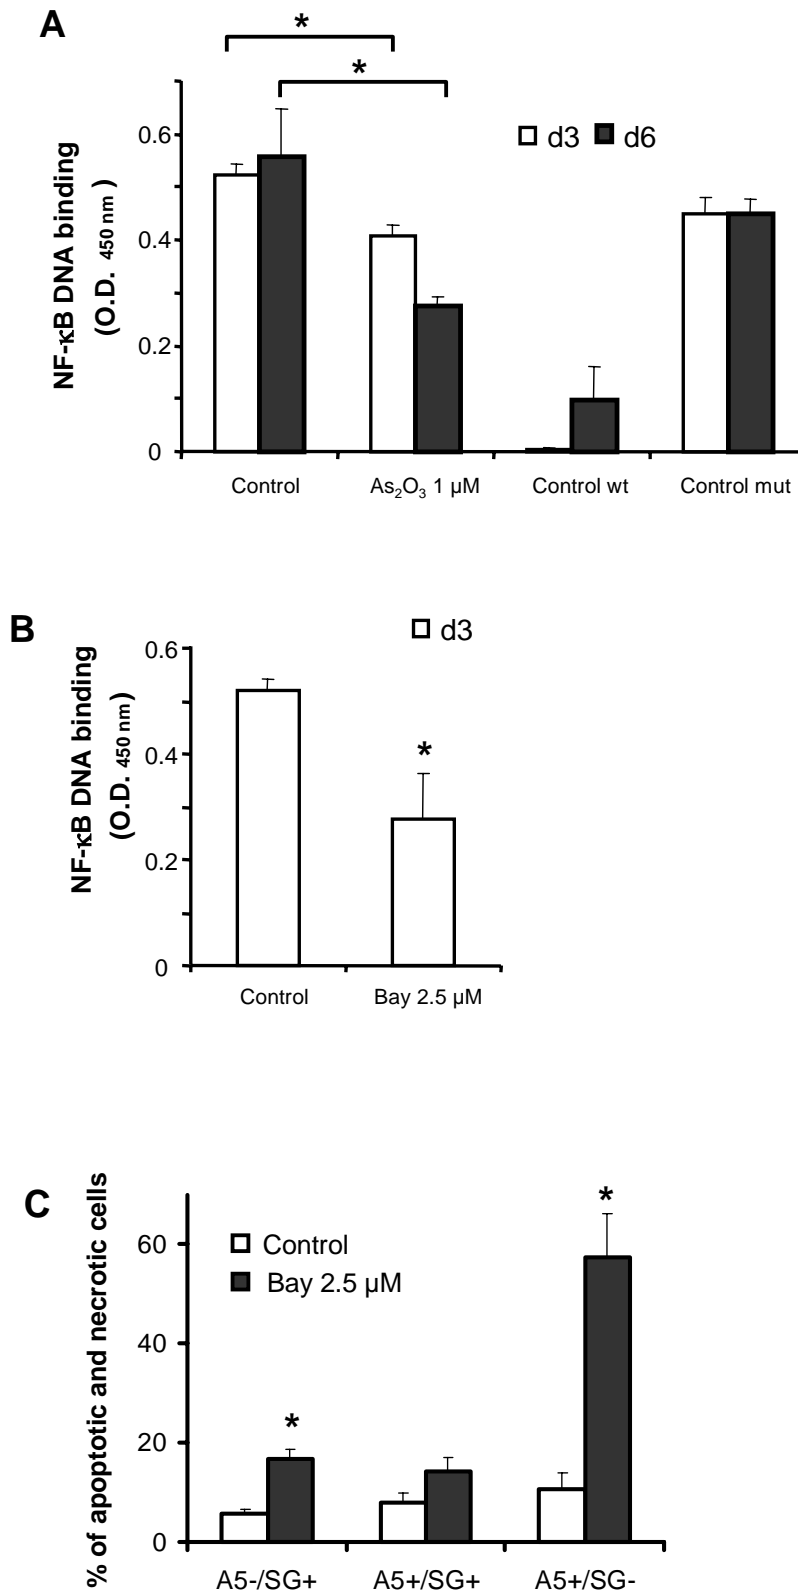 A
*
*
d3 d6
NF-κB DNA binding
(O.D. 450 nm)
0.6
0.4
0.2
0
Control As₂O₃ 1 µM Control wt Control mut
B
d3
NF-κB DNA binding
(O.D. 450 nm)
0.6
0.4
0.2
0
*
Control Bay 2.5 µM
C
% of apoptotic and necrotic cells
Control
Bay 2.5 µM
60
40
20
0
*
*
A5-/SG+ A5+/SG+ A5+/SG-